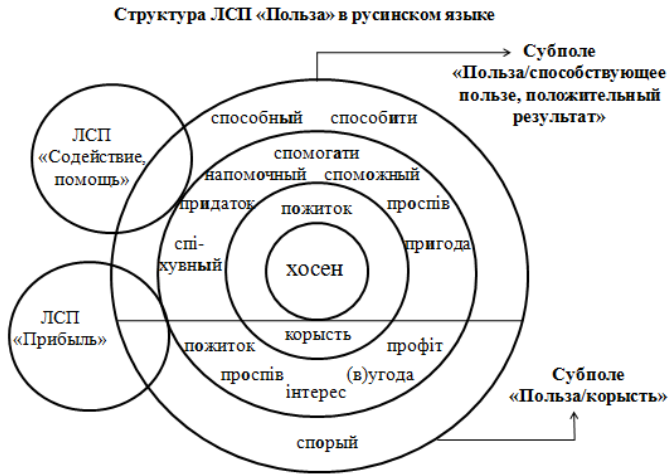 Структура ЛСП «Польза» в русинском языке
Субполе
«Польза/способствующее
пользе, положительный
результат»
ЛСП
«Содействие,
помощь»
способный способити
спомогати
напомочный споможный
придаток проспів
пожиток
спі-
хувный
пригода
хосен
ЛСП
«Прибыль»
корысть
пожиток профіт
проспів (в)угода
інтерес
спорый
Субполе
«Польза/корысть»